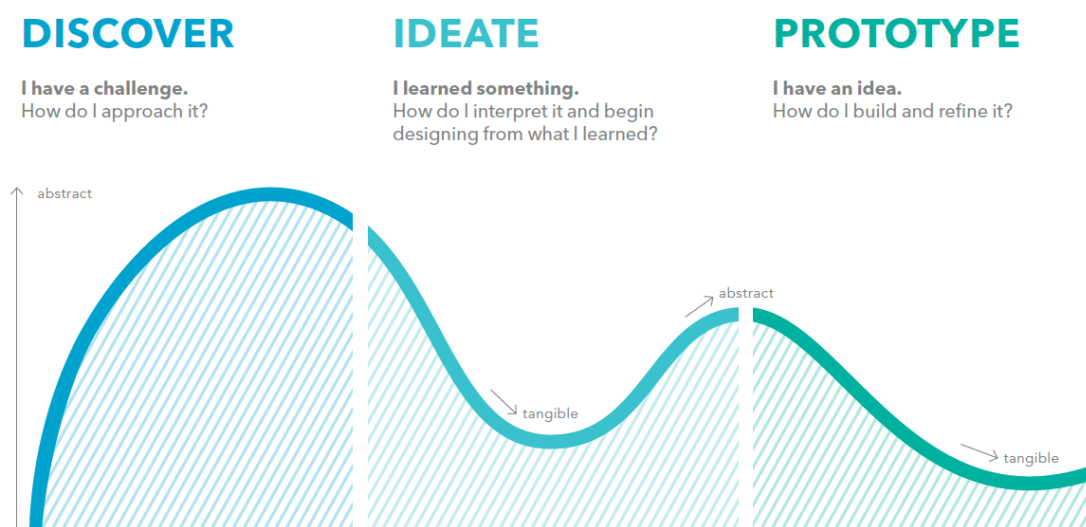 DISCOVER
I have a challenge.
How do I approach it?
IDEATE
I learned something.
How do I interpret it and begin
designing from what I learned?
PROTOTYPE
I have an idea.
How do I build and refine it?
abstract
tangible
abstract
tangible